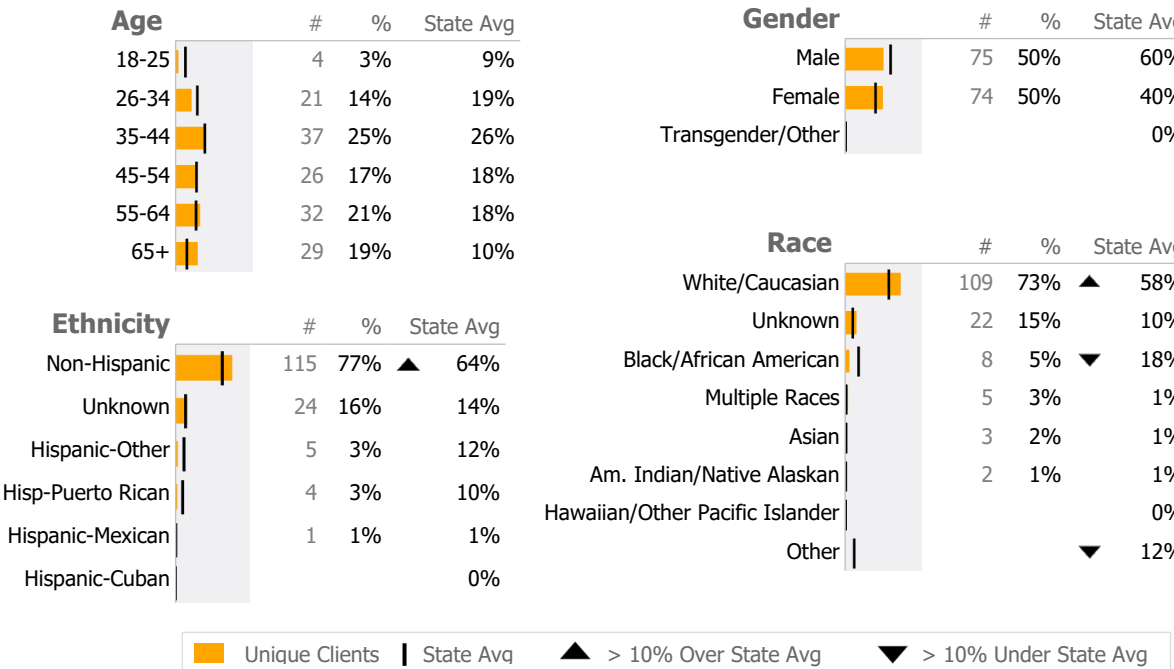 Age # % State Avg
18-25 4 3% 9%
26-34 21 14% 19%
35-44 37 25% 26%
45-54 26 17% 18%
55-64 32 21% 18%
65+ 29 19% 10%
Ethnicity # % State Avg
Non-Hispanic 115 77% ▲ 64%
Unknown 24 16% 14%
Hispanic-Other 5 3% 12%
Hisp-Puerto Rican 4 3% 10%
Hispanic-Mexican 1 1% 1%
Hispanic-Cuban 0%
Gender # % State Avg
Male 75 50% 60%
Female 74 50% 40%
Transgender/Other 0%
Race # % State Avg
White/Caucasian 109 73% ▲ 58%
Unknown 22 15% 10%
Black/African American 8 5% ▼ 18%
Multiple Races 5 3% 1%
Asian 3 2% 1%
Am. Indian/Native Alaskan 2 1% 1%
Hawaiian/Other Pacific Islander 0%
Other ▼ 12%
Unique Clients State Avg ▲ > 10% Over State Avg ▼ > 10% Under State Avg